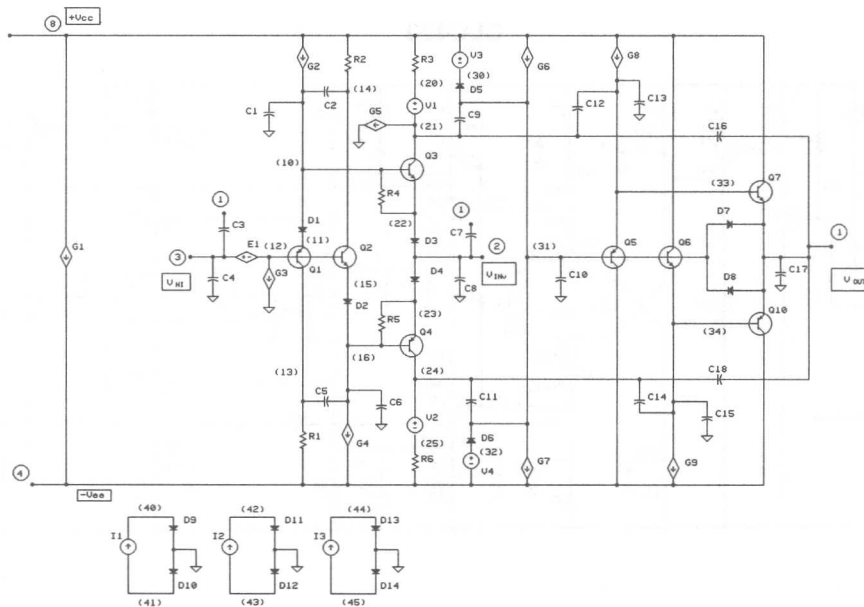 8 +Vcc
G2 R2 R3 V3 G6 G8
(14) (20) (30)
C1 C2 V1 D5 C12 C13
G5 (21) C9 C16
(10) Q3 Q7
R4 (33)
1 D1 (22) 1 D7
C3 D3 C7
3 E1 (12) (11) 2 (31) Q5 Q6 1
G1 VNI C4 G3 Q1 Q2 D4 C8 VINV C10 D8 C17 VOUT
(15) D2 (23)
R5 Q4 Q10
(16) (34)
(13) (24)
C5 C6 C11 C14 C15 C18
V2 D6
R1 G4 (25) (32) G7 G9
R6 V4
4 -Vee
(40) (42) (44)
D9 D11 D13
I1 I2 I3
D10 D12 D14
(41) (43) (45)